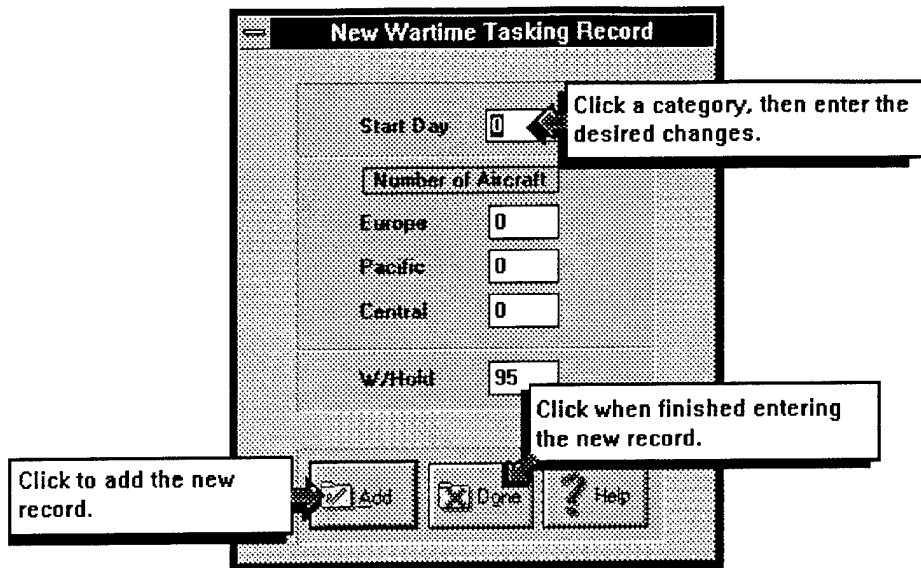 New Wartime Tasking Record
Start Day 0
Click a category, then enter the
desired changes.
Number of Aircraft
Europe 0
Pacific 0
Central 0
W/Hold 95
Click when finished entering
the new record.
Click to add the new
record.
Add Done Help